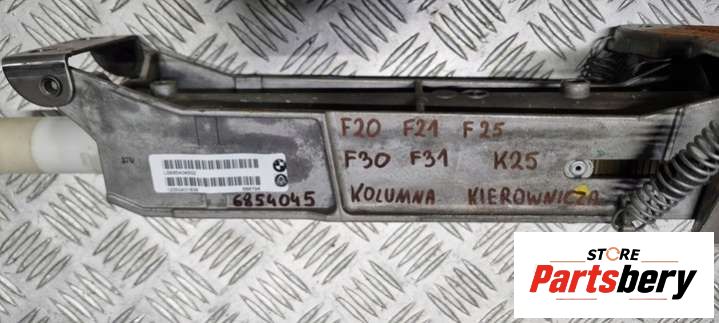 F20 F21 F25
F30 F31 K25
KOLUMNA KIEROWNICZA
6854045
STORE
Partsbery